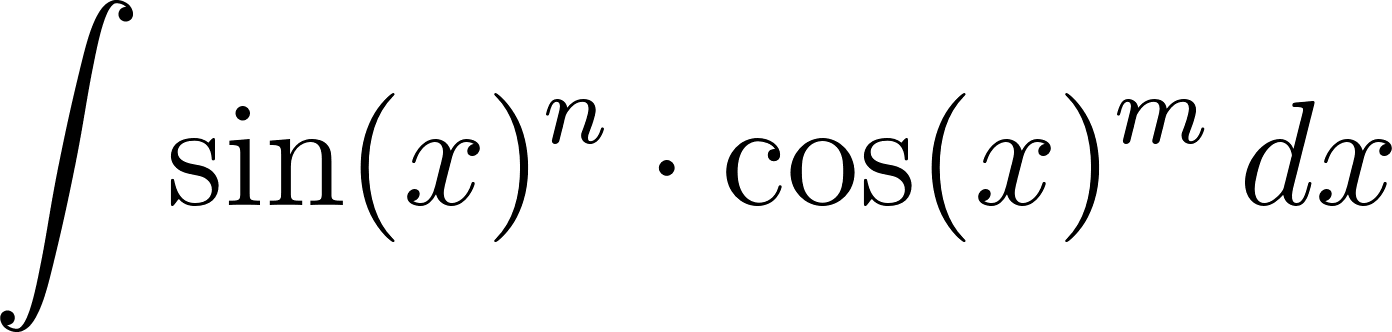 ∫ sin(x)ⁿ · cos(x)ᵐ dx